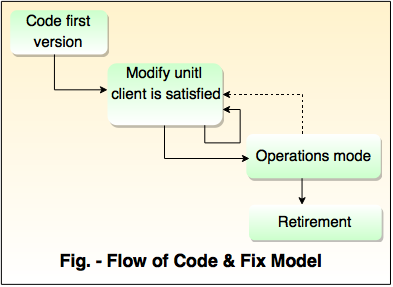 Code first
version
Modify unitl
client is satisfied
Operations mode
Retirement
Fig. - Flow of Code & Fix Model